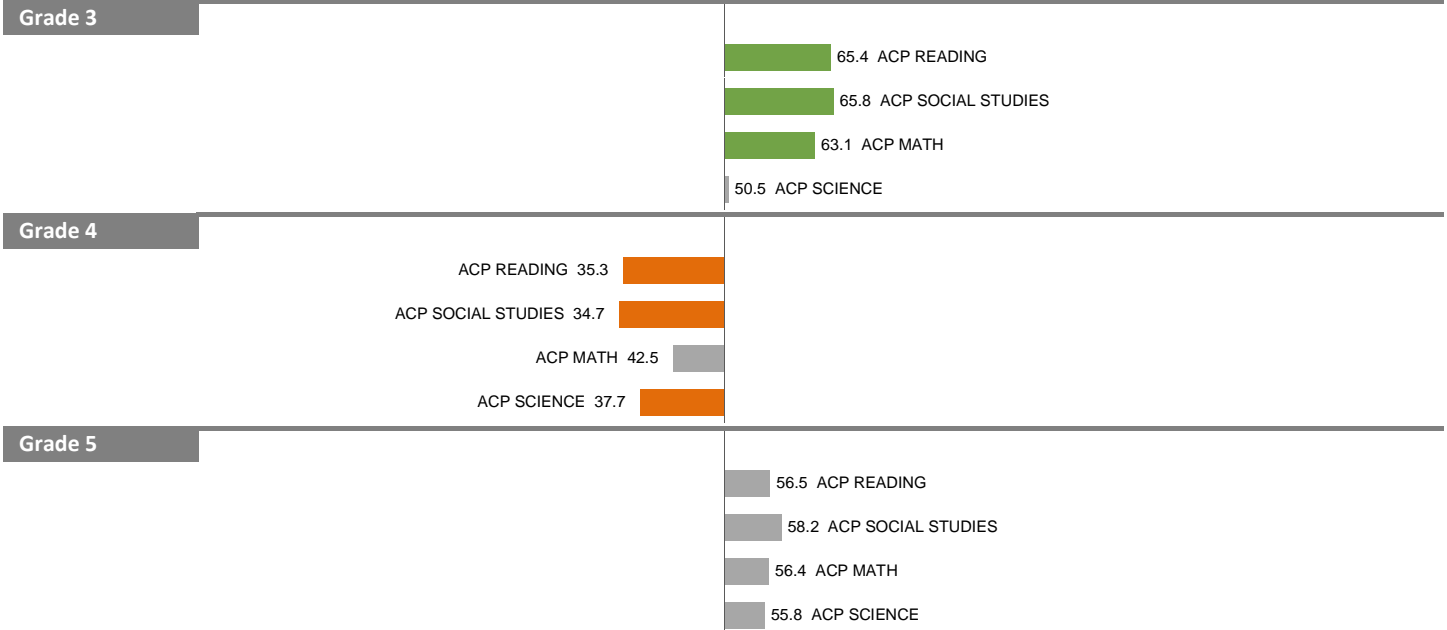 Grade 3
65.4 ACP READING
65.8 ACP SOCIAL STUDIES
63.1 ACP MATH
50.5 ACP SCIENCE
Grade 4
ACP READING 35.3
ACP SOCIAL STUDIES 34.7
ACP MATH 42.5
ACP SCIENCE 37.7
Grade 5
56.5 ACP READING
58.2 ACP SOCIAL STUDIES
56.4 ACP MATH
55.8 ACP SCIENCE